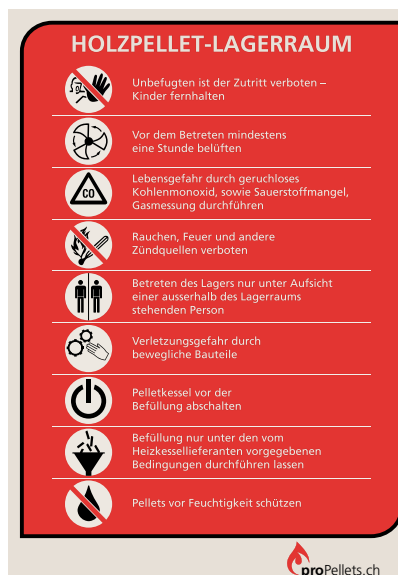 HOLZPELLET-LAGERRAUM
Unbefugten ist der Zutritt verboten –
Kinder fernhalten
Vor dem Betreten mindestens
eine Stunde belüften
CO
Lebensgefahr durch geruchloses
Kohlenmonoxid, sowie Sauerstoffmangel,
Gasmessung durchführen
Rauchen, Feuer und andere
Zündquellen verboten
Betreten des Lagers nur unter Aufsicht
einer ausserhalb des Lagerraums
stehenden Person
Verletzungsgefahr durch
bewegliche Bauteile
Pelletkessel vor der
Befüllung abschalten
Befüllung nur unter den vom
Heizkessellieferanten vorgegebenen
Bedingungen durchführen lassen
Pellets vor Feuchtigkeit schützen
proPellets.ch